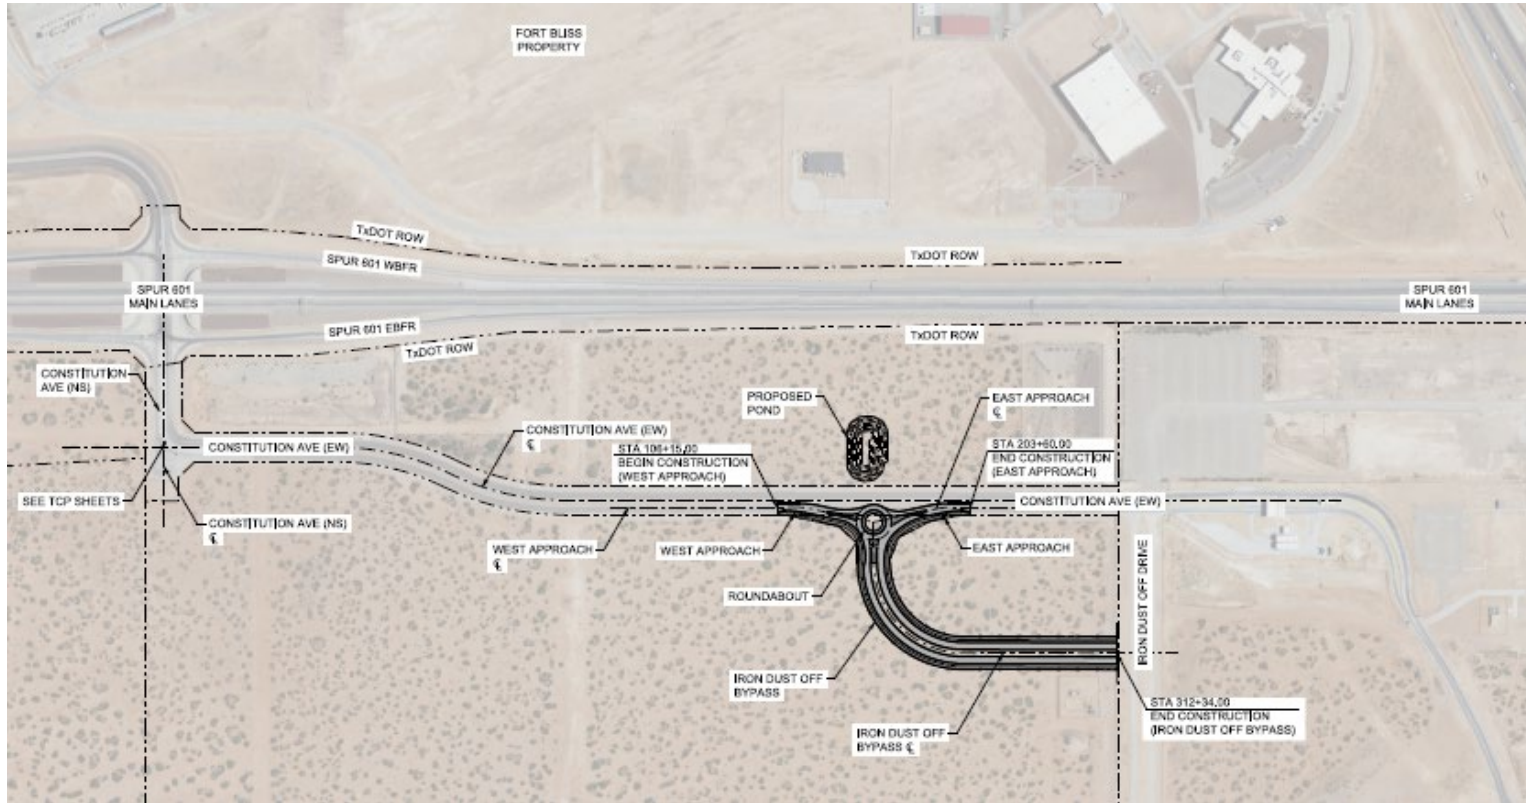 FORT BLISS
PROPERTY
TxDOT ROW
SPUR 601 WBFR
TxDOT ROW
SPUR 601
MAIN LANES
SPUR 601
MAIN LANES
SPUR 601 EBFR
TxDOT ROW
TxDOT ROW
CONSTITUTION
AVE (NS)
PROPOSED
POND
EAST APPROACH
℄
CONSTITUTION AVE (EW)
℄
CONSTITUTION AVE (EW)
STA 106+15.00
BEGIN CONSTRUCTION
(WEST APPROACH)
STA 203+60.00
END CONSTRUCTION
(EAST APPROACH)
SEE TCP SHEETS
CONSTITUTION AVE (EW)
CONSTITUTION AVE (NS)
℄
WEST APPROACH
℄
WEST APPROACH
EAST APPROACH
ROUNDABOUT
IRON DUST OFF DRIVE
IRON DUST OFF
BYPASS
STA 312+34.00
END CONSTRUCTION
(IRON DUST OFF BYPASS)
IRON DUST OFF
BYPASS ℄